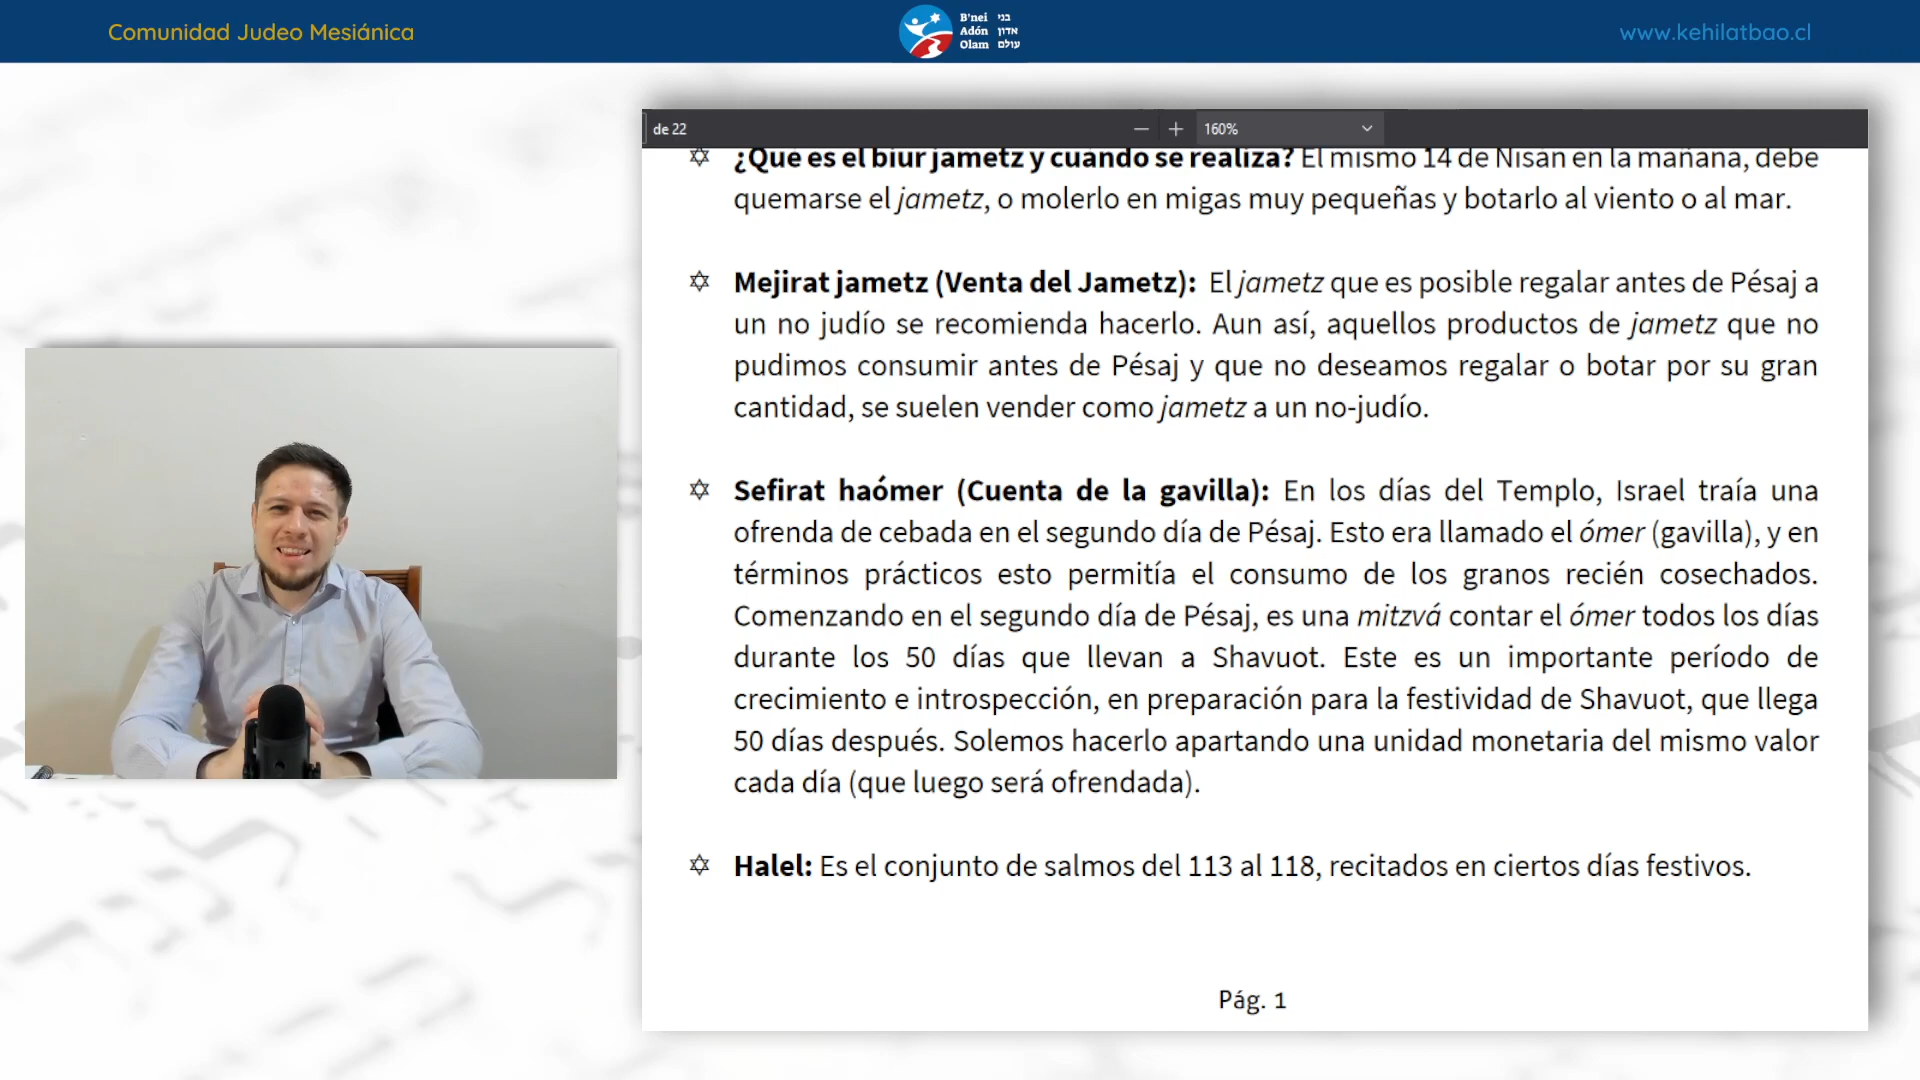 Comunidad Judeo Mesiánica
B'nei בני
Adón אדון
Olam עולם
www.kehilatbao.cl
de 22
160%
¿Qué es el biur jametz y cuándo se realiza? El mismo 14 de Nisán en la mañana, debe
quemarse el jametz, o molerlo en migas muy pequeñas y botarlo al viento o al mar.
Mejirat jametz (Venta del Jametz): El jametz que es posible regalar antes de Pésaj a
un no judío se recomienda hacerlo. Aun así, aquellos productos de jametz que no
pudimos consumir antes de Pésaj y que no deseamos regalar o botar por su gran
cantidad, se suelen vender como jametz a un no-judío.
Sefirat haómer (Cuenta de la gavilla): En los días del Templo, Israel traía una
ofrenda de cebada en el segundo día de Pésaj. Esto era llamado el ómer (gavilla), y en
términos prácticos esto permitía el consumo de los granos recién cosechados.
Comenzando en el segundo día de Pésaj, es una mitzvá contar el ómer todos los días
durante los 50 días que llevan a Shavuot. Este es un importante período de
crecimiento e introspección, en preparación para la festividad de Shavuot, que llega
50 días después. Solemos hacerlo apartando una unidad monetaria del mismo valor
cada día (que luego será ofrendada).
Halel: Es el conjunto de salmos del 113 al 118, recitados en ciertos días festivos.
Pág. 1